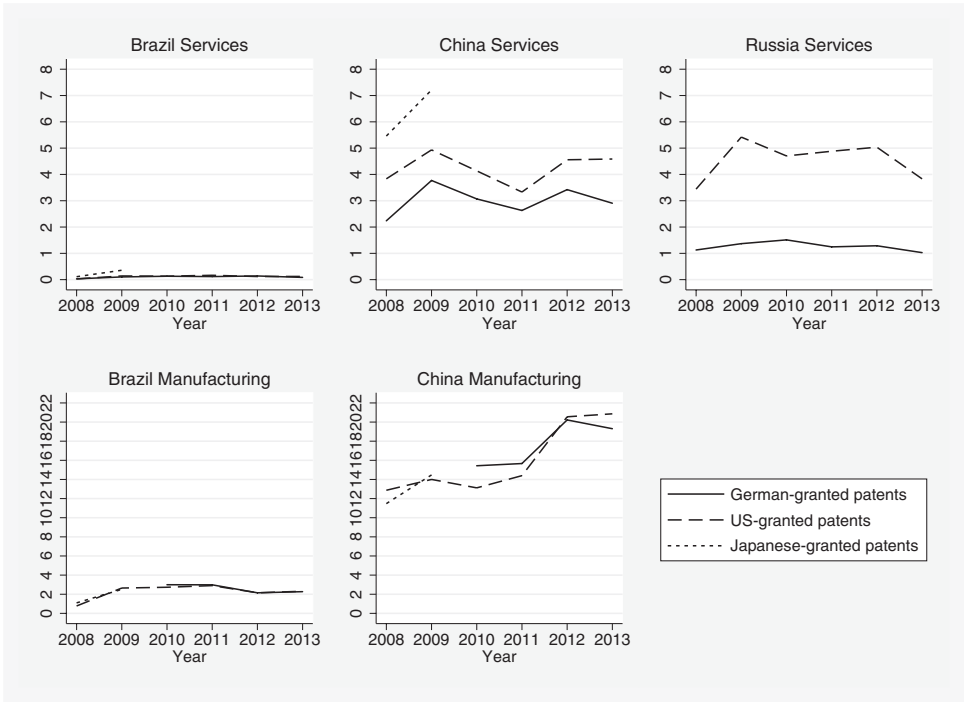 Brazil Services
8
7
6
5
4
3
2
1
0
2008 2009 2010 2011 2012 2013
Year
China Services
8
7
6
5
4
3
2
1
0
2008 2009 2010 2011 2012 2013
Year
Russia Services
8
7
6
5
4
3
2
1
0
2008 2009 2010 2011 2012 2013
Year
Brazil Manufacturing
22
20
18
16
14
12
10
8
6
4
2
0
2008 2009 2010 2011 2012 2013
Year
China Manufacturing
22
20
18
16
14
12
10
8
6
4
2
0
2008 2009 2010 2011 2012 2013
Year
German-granted patents
US-granted patents
Japanese-granted patents